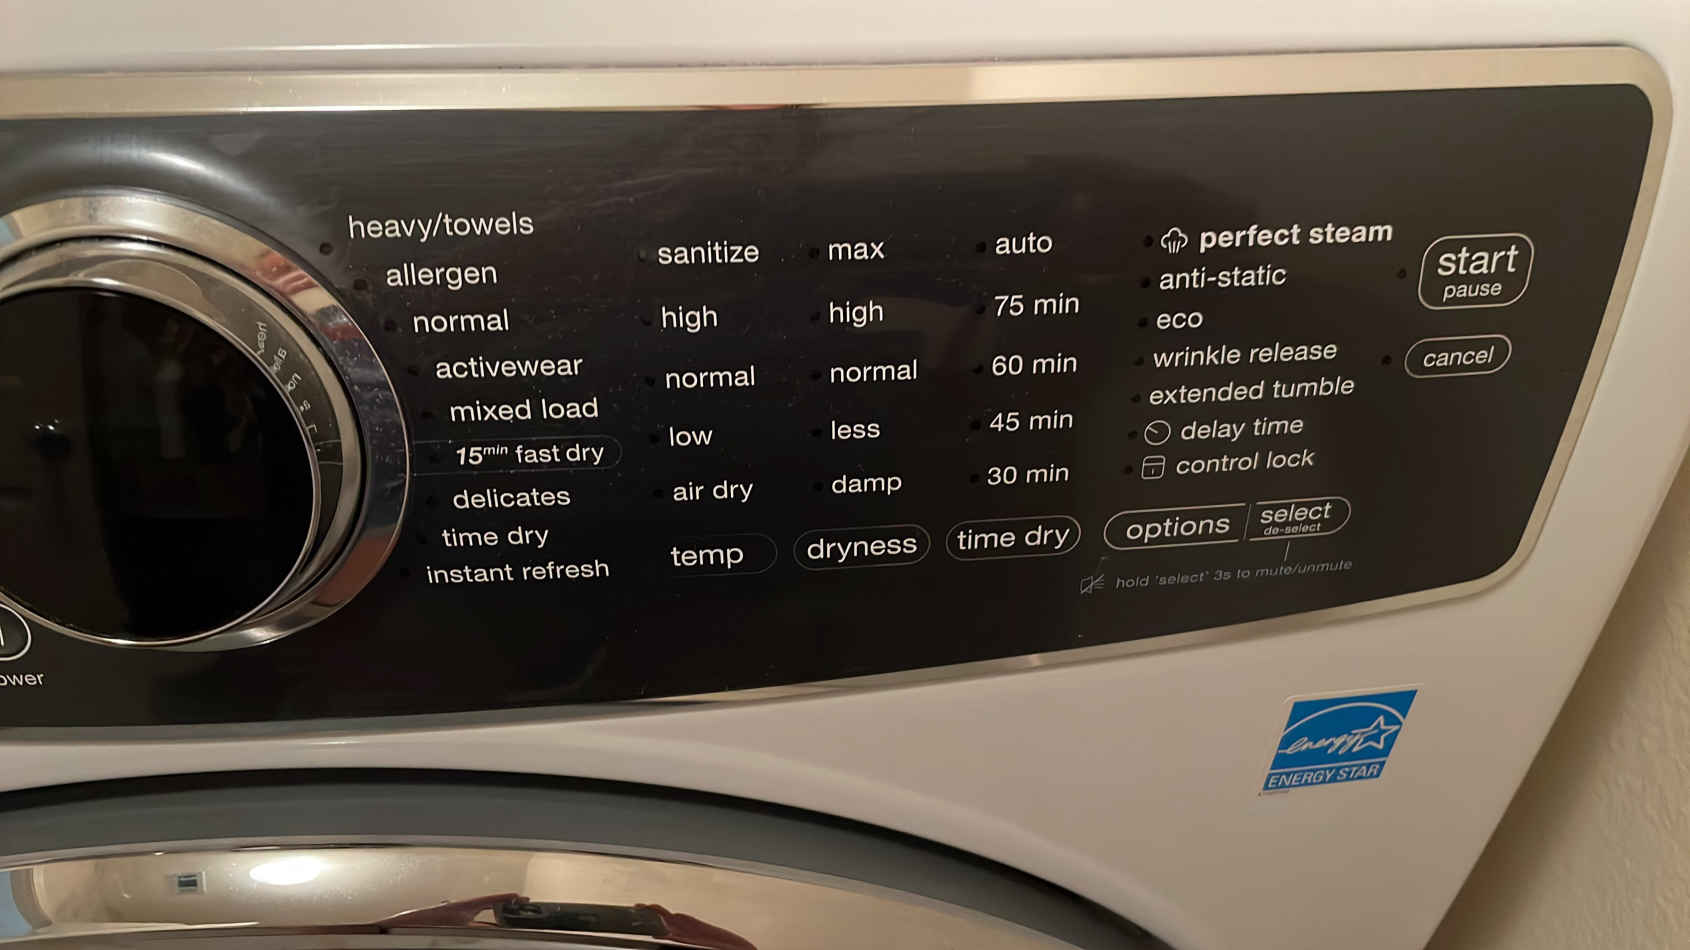 heavy/towels
allergen
normal
activewear
mixed load
15min fast dry
delicates
time dry
instant refresh
sanitize
high
normal
low
air dry
temp
max
high
normal
less
damp
dryness
auto
75 min
60 min
45 min
30 min
time dry
perfect steam
anti-static
eco
wrinkle release
extended tumble
delay time
control lock
options
select
de-select
hold 'select' 3s to mute/unmute
start
pause
cancel
energy
ENERGY STAR